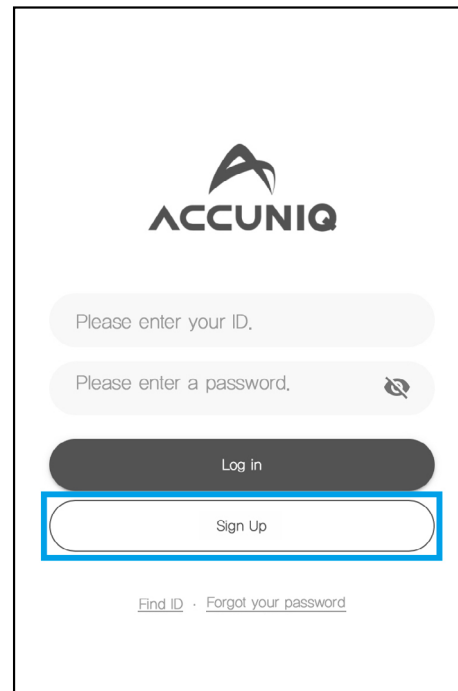 ACCUNIQ
Please enter your ID.
Please enter a password.
Log in
Sign Up
Find ID · Forgot your password